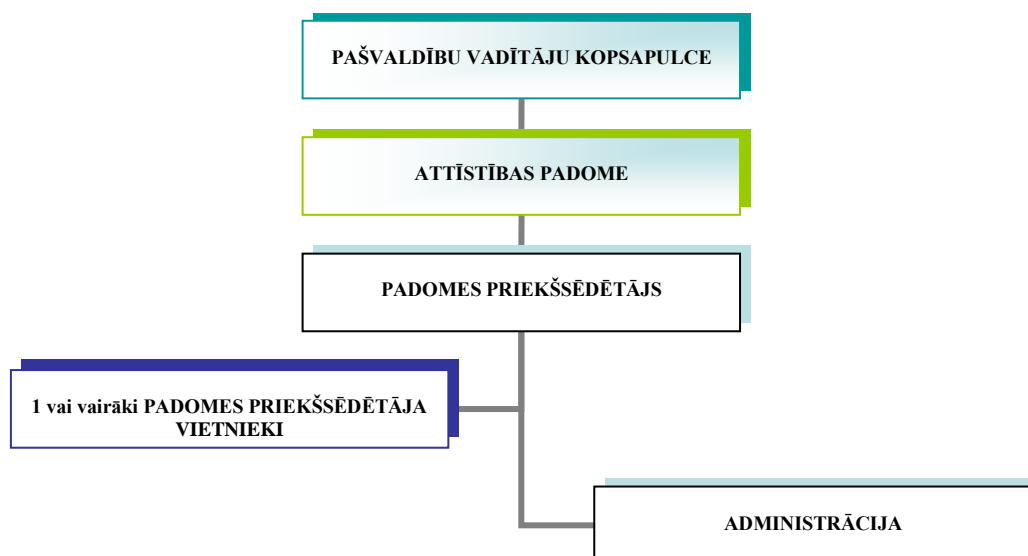 PAŠVALDĪBU VADĪTĀJU KOPSAPULCE
ATTĪSTĪBAS PADOME
PADOMES PRIEKŠSĒDĒTĀJS
1 vai vairāki PADOMES PRIEKŠSĒDĒTĀJA
VIETNIEKI
ADMINISTRĀCIJA